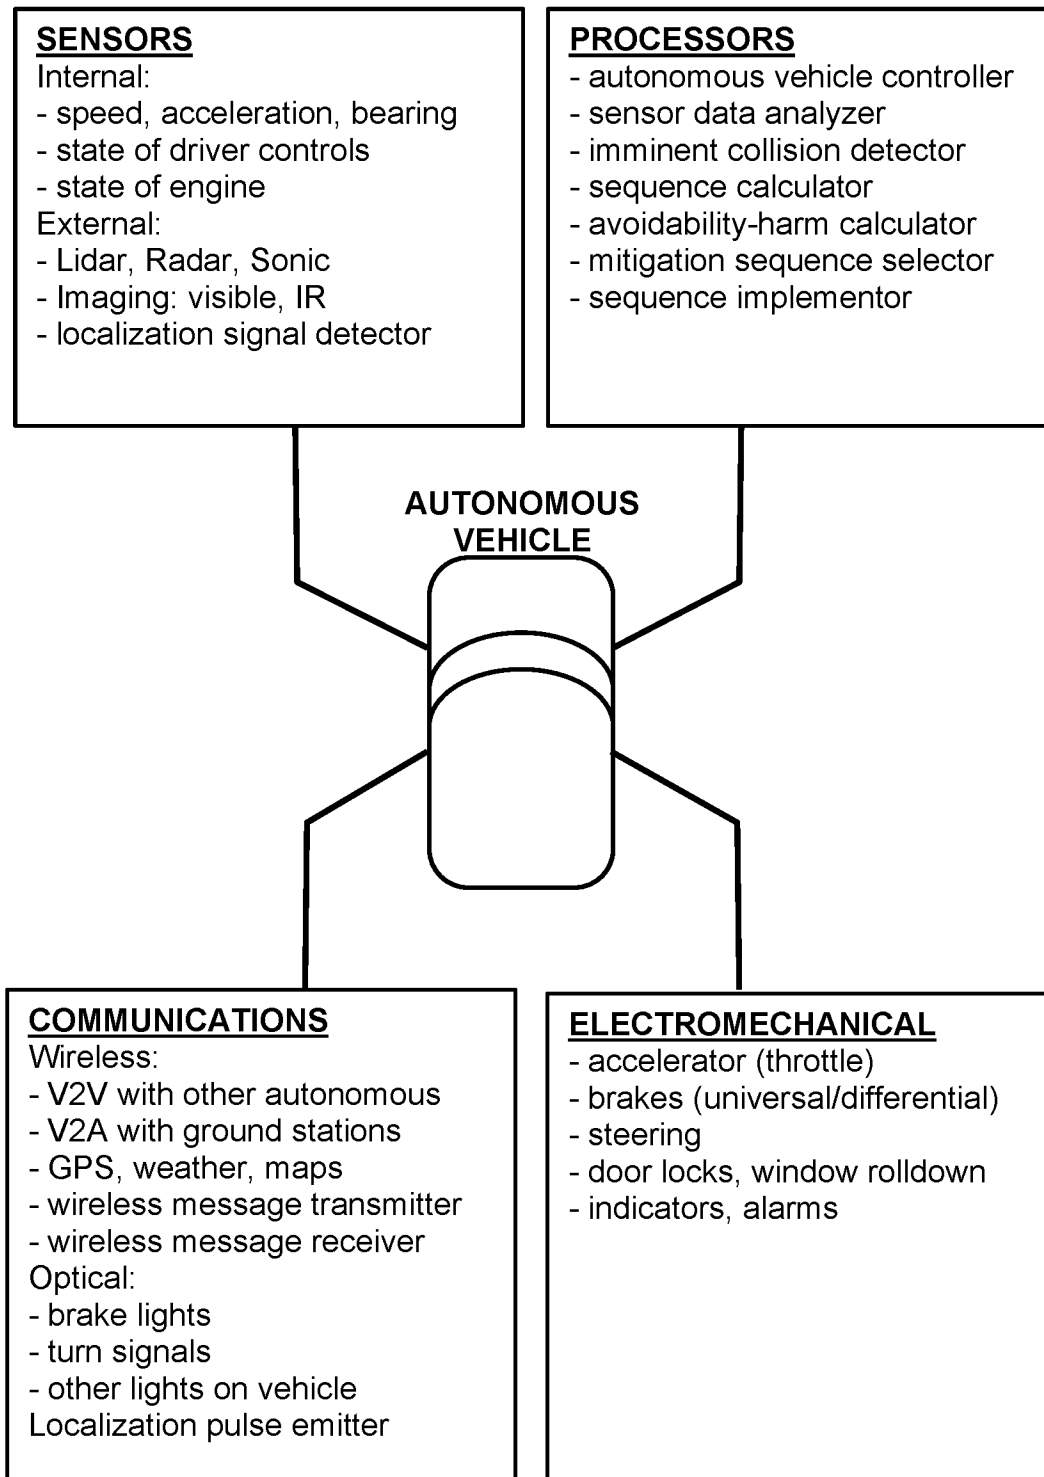 SENSORS
Internal:
- speed, acceleration, bearing
- state of driver controls
- state of engine
External:
- Lidar, Radar, Sonic
- Imaging: visible, IR
- localization signal detector
PROCESSORS
- autonomous vehicle controller
- sensor data analyzer
- imminent collision detector
- sequence calculator
- avoidability-harm calculator
- mitigation sequence selector
- sequence implementor
AUTONOMOUS
VEHICLE
COMMUNICATIONS
Wireless:
- V2V with other autonomous
- V2A with ground stations
- GPS, weather, maps
- wireless message transmitter
- wireless message receiver
Optical:
- brake lights
- turn signals
- other lights on vehicle
Localization pulse emitter
ELECTROMECHANICAL
- accelerator (throttle)
- brakes (universal/differential)
- steering
- door locks, window rolldown
- indicators, alarms